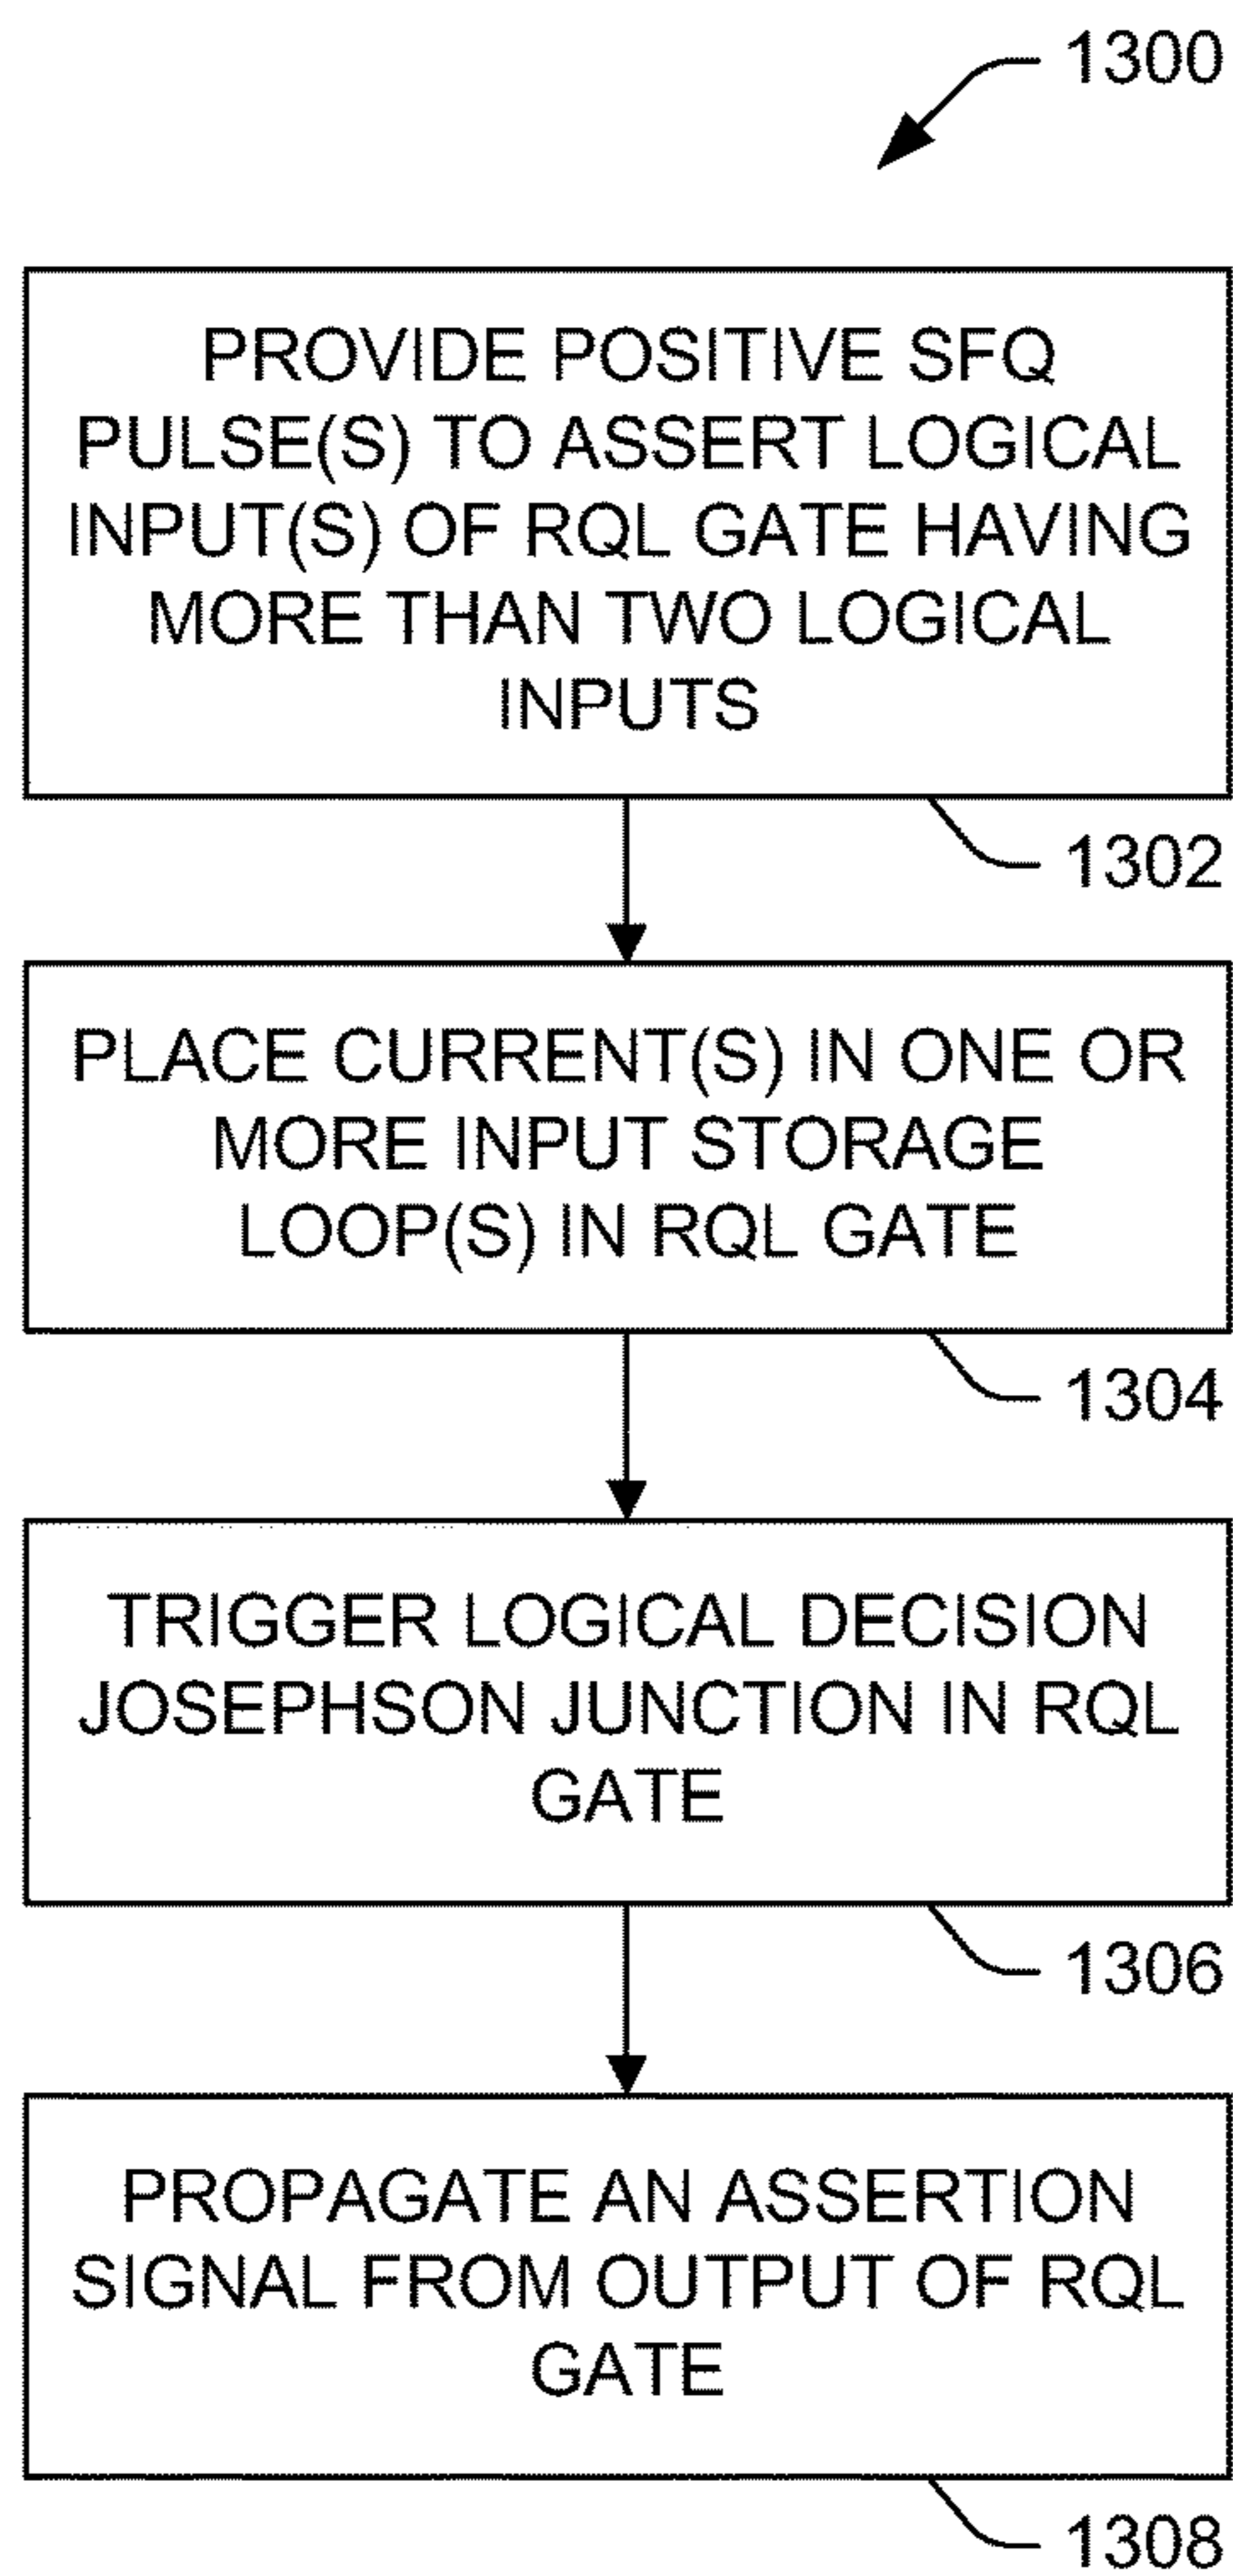 1300
PROVIDE POSITIVE SFQ
PULSE(S) TO ASSERT LOGICAL
INPUT(S) OF RQL GATE HAVING
MORE THAN TWO LOGICAL
INPUTS
1302
PLACE CURRENT(S) IN ONE OR
MORE INPUT STORAGE
LOOP(S) IN RQL GATE
1304
TRIGGER LOGICAL DECISION
JOSEPHSON JUNCTION IN RQL
GATE
1306
PROPAGATE AN ASSERTION
SIGNAL FROM OUTPUT OF RQL
GATE
1308